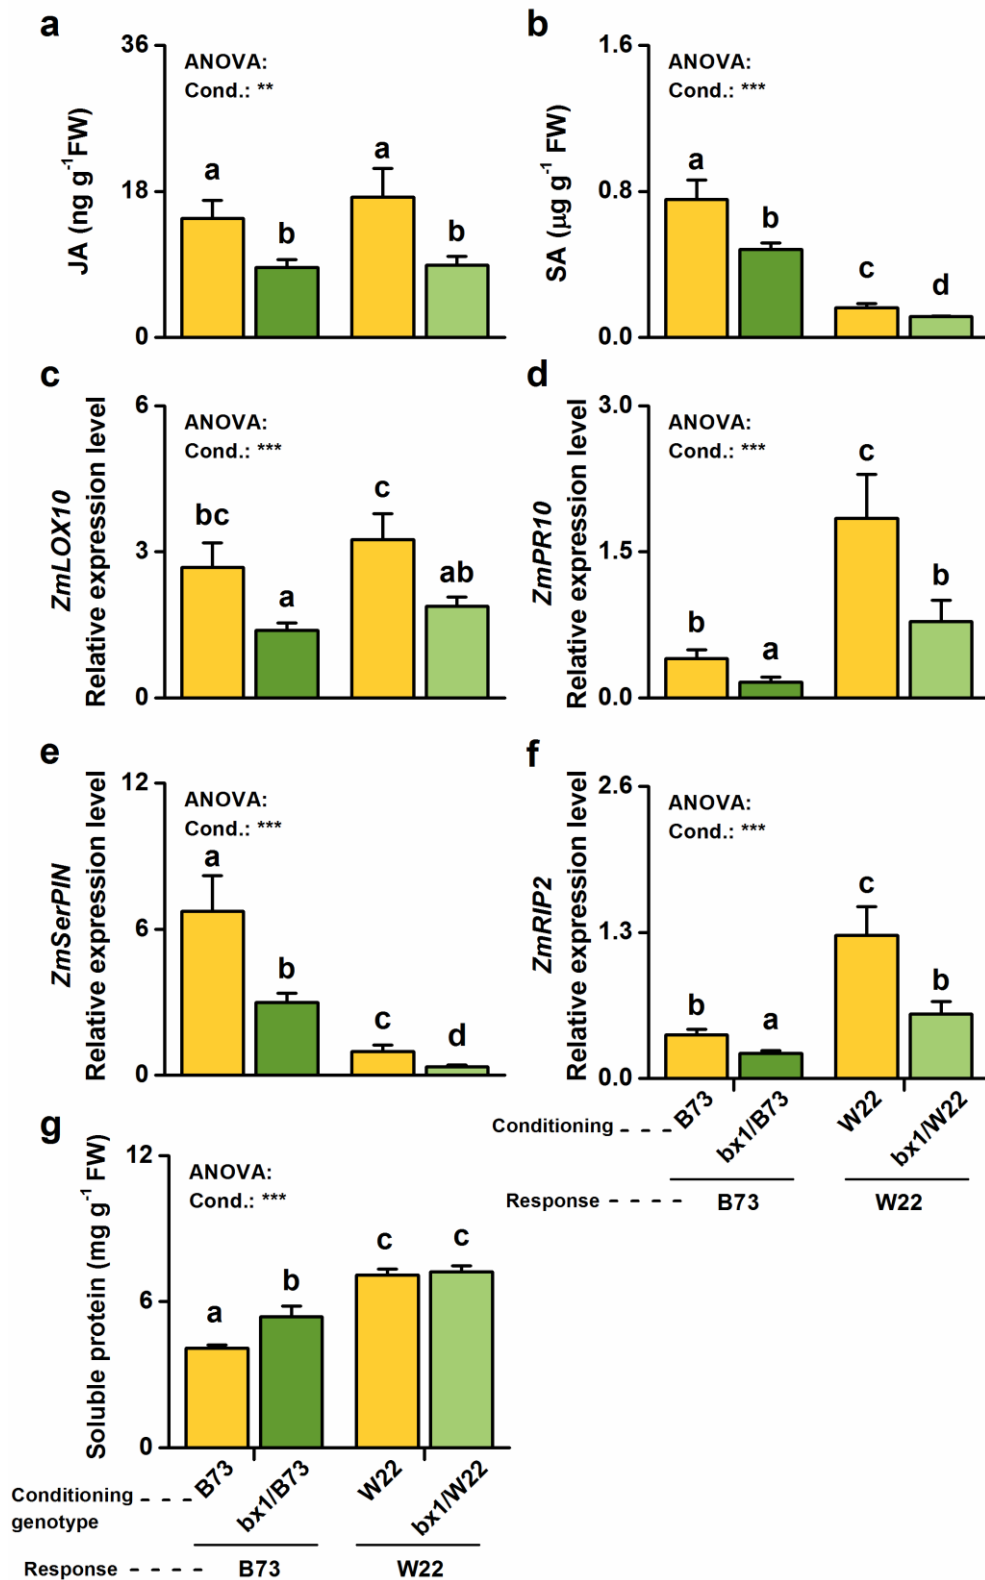 a
36
18
0
JA (ng g⁻¹FW)
ANOVA:
Cond.: **
a
b
a
b
b
1.6
0.8
0.0
SA (µg g⁻¹ FW)
ANOVA:
Cond.: ***
a
b
c
d
c
6
3
0
ZmLOX10
Relative expression level
ANOVA:
Cond.: ***
bc
a
c
ab
d
3.0
1.5
0.0
ZmPR10
Relative expression level
ANOVA:
Cond.: ***
b
a
c
b
e
12
6
0
ZmSerPIN
Relative expression level
ANOVA:
Cond.: ***
a
b
c
d
f
2.6
1.3
0.0
ZmRIP2
Relative expression level
ANOVA:
Cond.: ***
b
a
c
b
Conditioning - - - -
B73
bx1/B73
W22
bx1/W22
Response - - - -
B73
W22
g
12
6
0
Soluble protein (mg g⁻¹ FW)
ANOVA:
Cond.: ***
a
b
c
c
Conditioning - - - -
genotype
B73
bx1/B73
W22
bx1/W22
Response - - - -
B73
W22